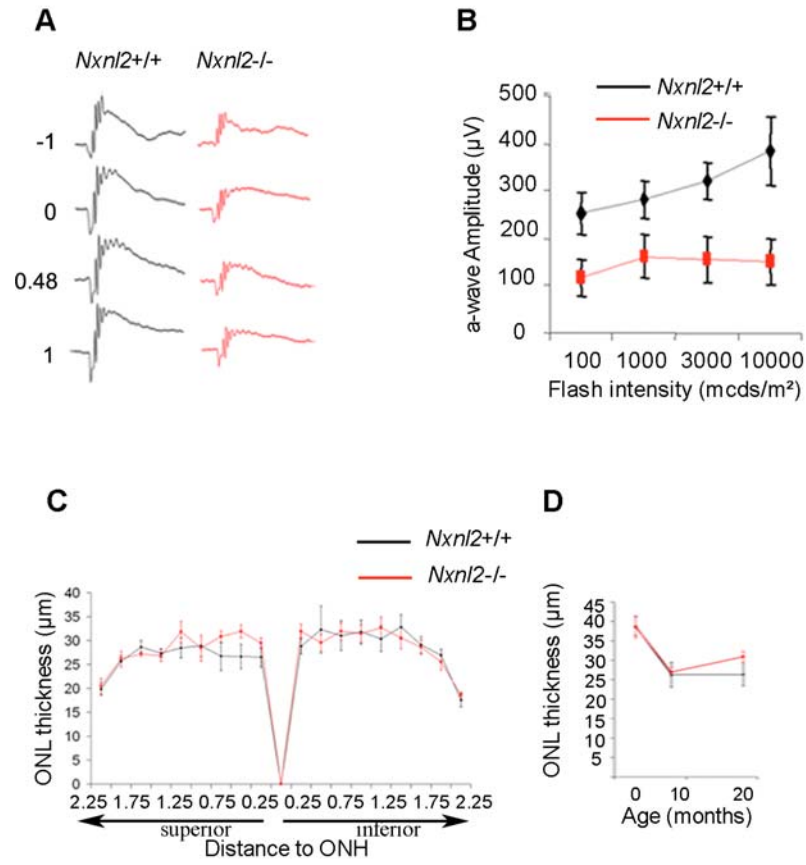 A
Nxnl2+/+ Nxnl2-/-
-1
0
0.48
1
B
Nxnl2+/+
Nxnl2-/-
a-wave Amplitude (µV)
500
400
300
200
100
0
100 1000 3000 10000
Flash intensity (mcds/m²)
C
Nxnl2+/+
Nxnl2-/-
ONL thickness (µm)
40
35
30
25
20
15
10
5
0
2.25 1.75 1.25 0.75 0.25 0.25 0.75 1.25 1.75 2.25
superior inferior
Distance to ONH
D
ONL thickness (µm)
45
40
35
30
25
20
15
10
5
0 10 20
Age (months)